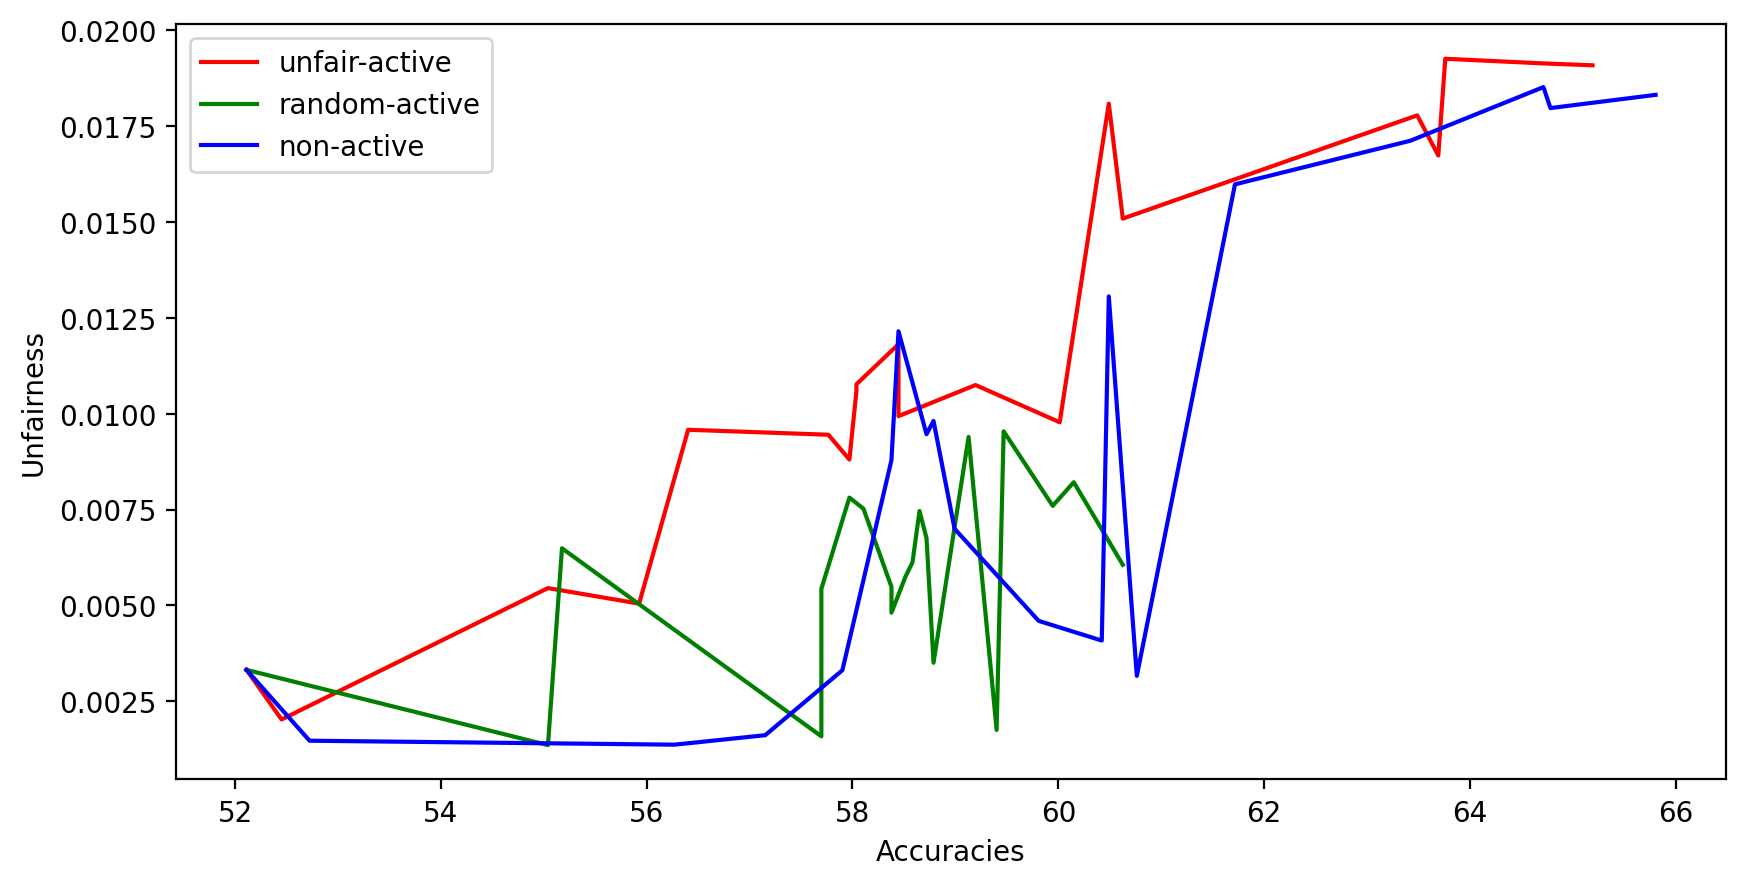 unfair-active
random-active
non-active
0.0200
0.0175
0.0150
0.0125
0.0100
0.0075
0.0050
0.0025
Unfairness
52 54 56 58 60 62 64 66
Accuracies